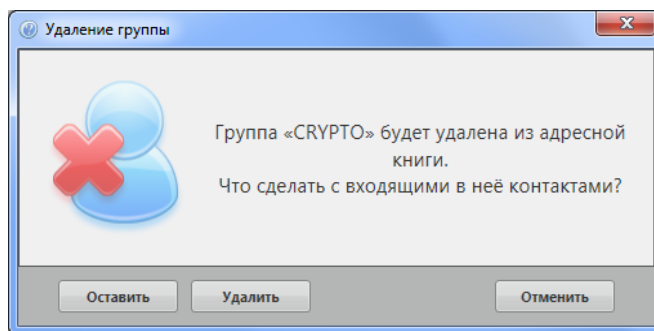 Удаление группы
Группа «CRYPTO» будет удалена из адресной
книги.
Что сделать с входящими в неё контактами?
Оставить Удалить Отменить